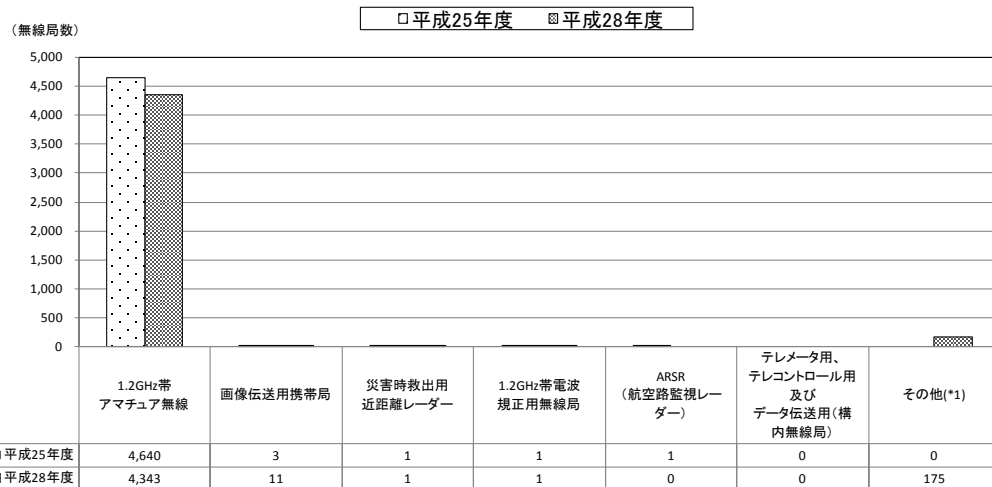 □平成25年度 ▩平成28年度
（無線局数）
5,000
4,500
4,000
3,500
3,000
2,500
2,000
1,500
1,000
500
0
1.2GHz帯
アマチュア無線
画像伝送用携帯局
災害時救出用
近距離レーダー
1.2GHz帯電波
規正用無線局
ARSR
（航空路監視レー
ダー）
テレメータ用、
テレコントロール用
及び
データ伝送用（構
内無線局）
その他(*1)
平成25年度 4,640 3 1 1 1 0 0
平成28年度 4,343 11 1 1 0 0 175